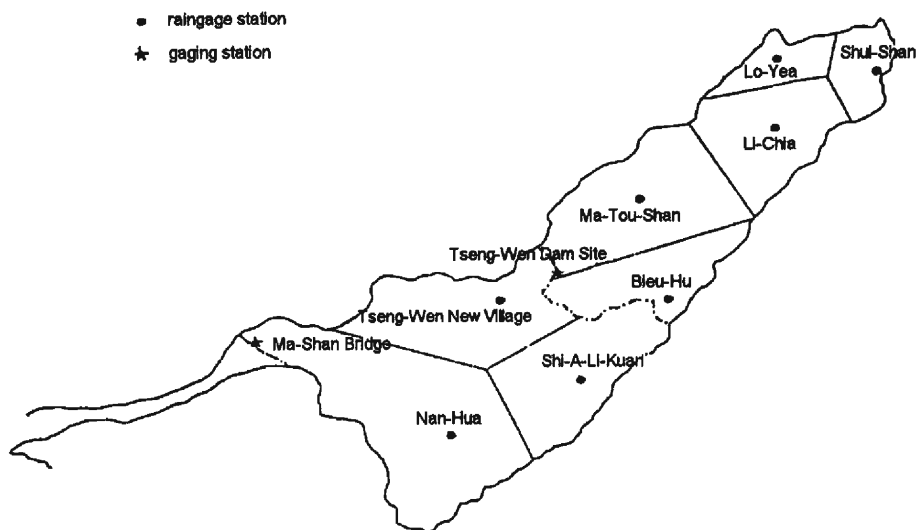 raingage station
gaging station
Lo-Yea
Shui-Shan
Li-Chia
Ma-Tou-Shan
Tseng-Wen Dam Site
Bieu-Hu
Tseng-Wen New Village
Ma-Shan Bridge
Shi-A-Li-Kuan
Nan-Hua